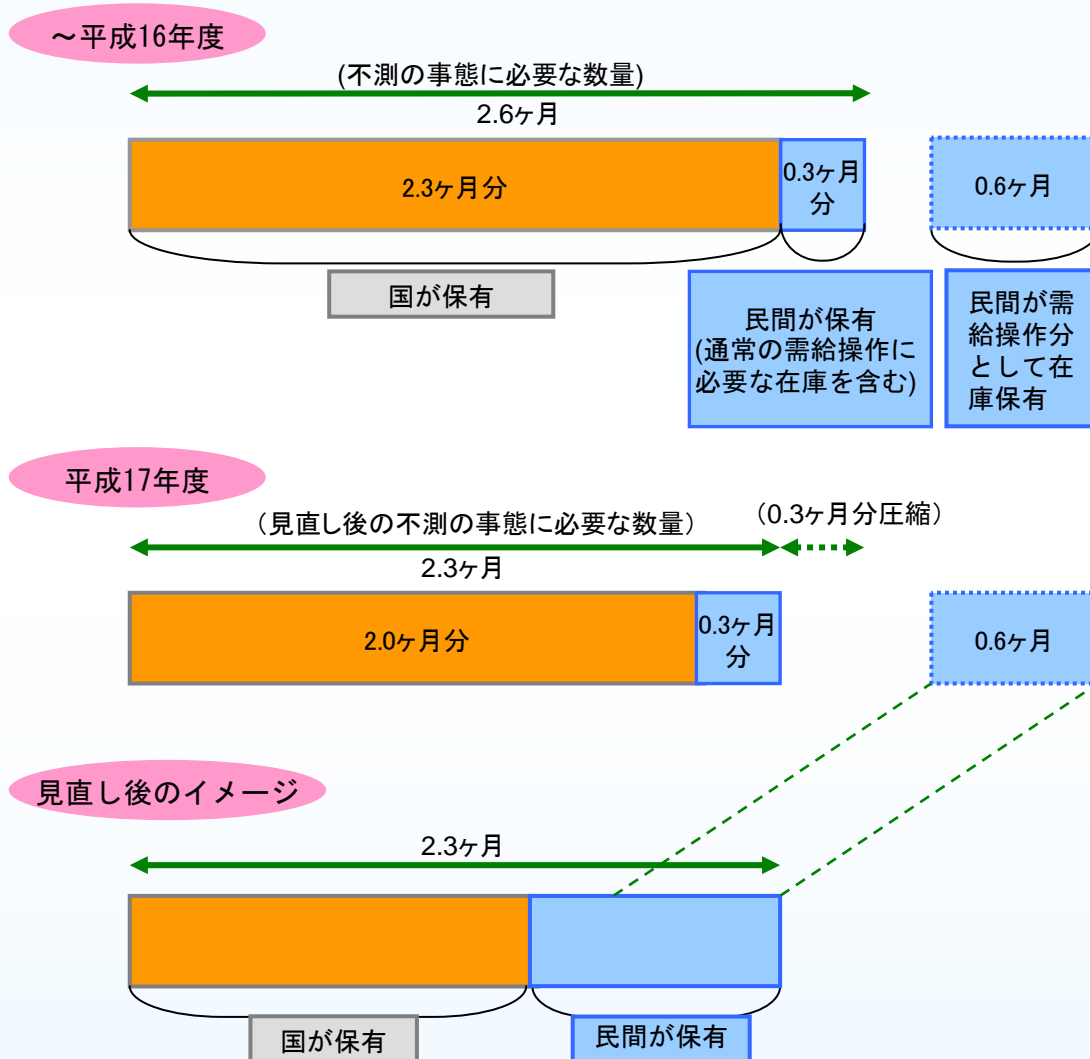 ～平成16年度
(不測の事態に必要な数量)
2.6ヶ月
2.3ヶ月分
0.3ヶ月
分
0.6ヶ月
国が保有
民間が保有
(通常の需給操作に
必要な在庫を含む)
民間が需
給操作分
として在
庫保有
平成17年度
（見直し後の不測の事態に必要な数量）
（0.3ヶ月分圧縮）
2.3ヶ月
2.0ヶ月分
0.3ヶ月
分
0.6ヶ月
見直し後のイメージ
2.3ヶ月
国が保有
民間が保有